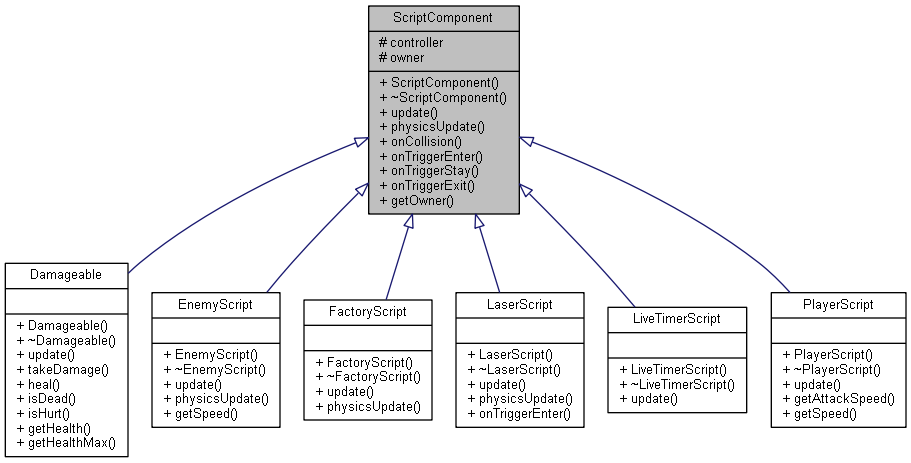 ScriptComponent
# controller
# owner
+ ScriptComponent()
+ ~ScriptComponent()
+ update()
+ physicsUpdate()
+ onCollision()
+ onTriggerEnter()
+ onTriggerStay()
+ onTriggerExit()
+ getOwner()
Damageable
+ Damageable()
+ ~Damageable()
+ update()
+ takeDamage()
+ heal()
+ isDead()
+ isHurt()
+ getHealth()
+ getHealthMax()
EnemyScript
+ EnemyScript()
+ ~EnemyScript()
+ update()
+ physicsUpdate()
+ getSpeed()
FactoryScript
+ FactoryScript()
+ ~FactoryScript()
+ update()
+ physicsUpdate()
LaserScript
+ LaserScript()
+ ~LaserScript()
+ update()
+ physicsUpdate()
+ onTriggerEnter()
LiveTimerScript
+ LiveTimerScript()
+ ~LiveTimerScript()
+ update()
PlayerScript
+ PlayerScript()
+ ~PlayerScript()
+ update()
+ getAttackSpeed()
+ getSpeed()